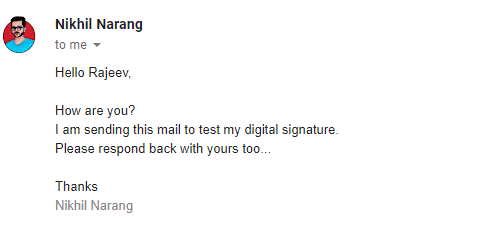 Nikhil Narang
to me
Hello Rajeev,
How are you?
I am sending this mail to test my digital signature.
Please respond back with yours too...
Thanks
Nikhil Narang